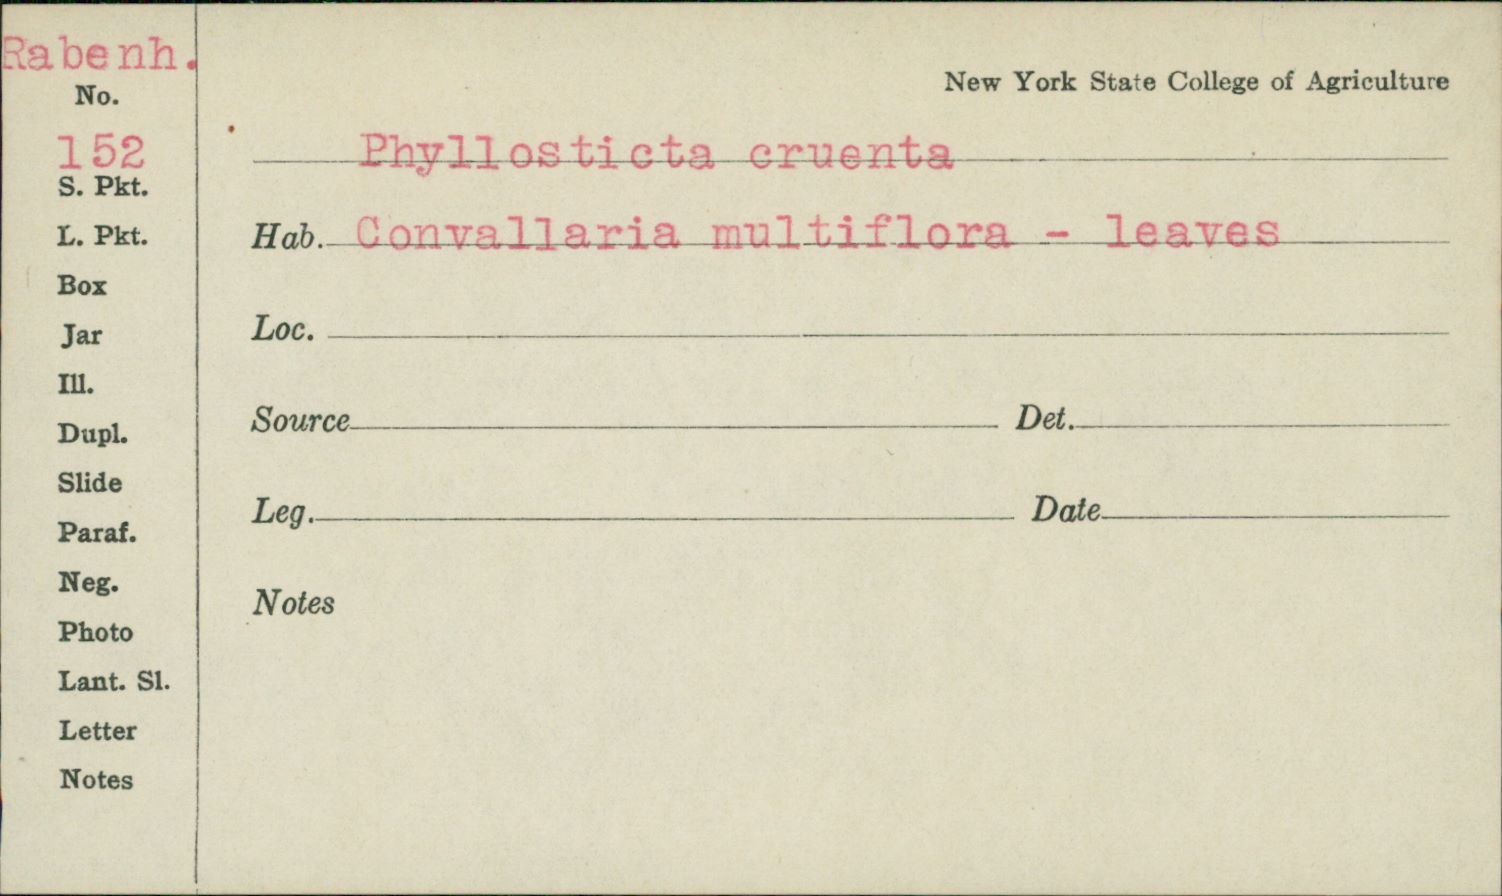 Rabenh.
No.
152
S. Pkt.
L. Pkt.
Box
Jar
Ill.
Dupl.
Slide
Paraf.
Neg.
Photo
Lant. Sl.
Letter
Notes
New York State College of Agriculture
Phyllosticta cruenta
Hab. Convallaria multiflora - leaves
Loc.
Source Det.
Leg. Date
Notes